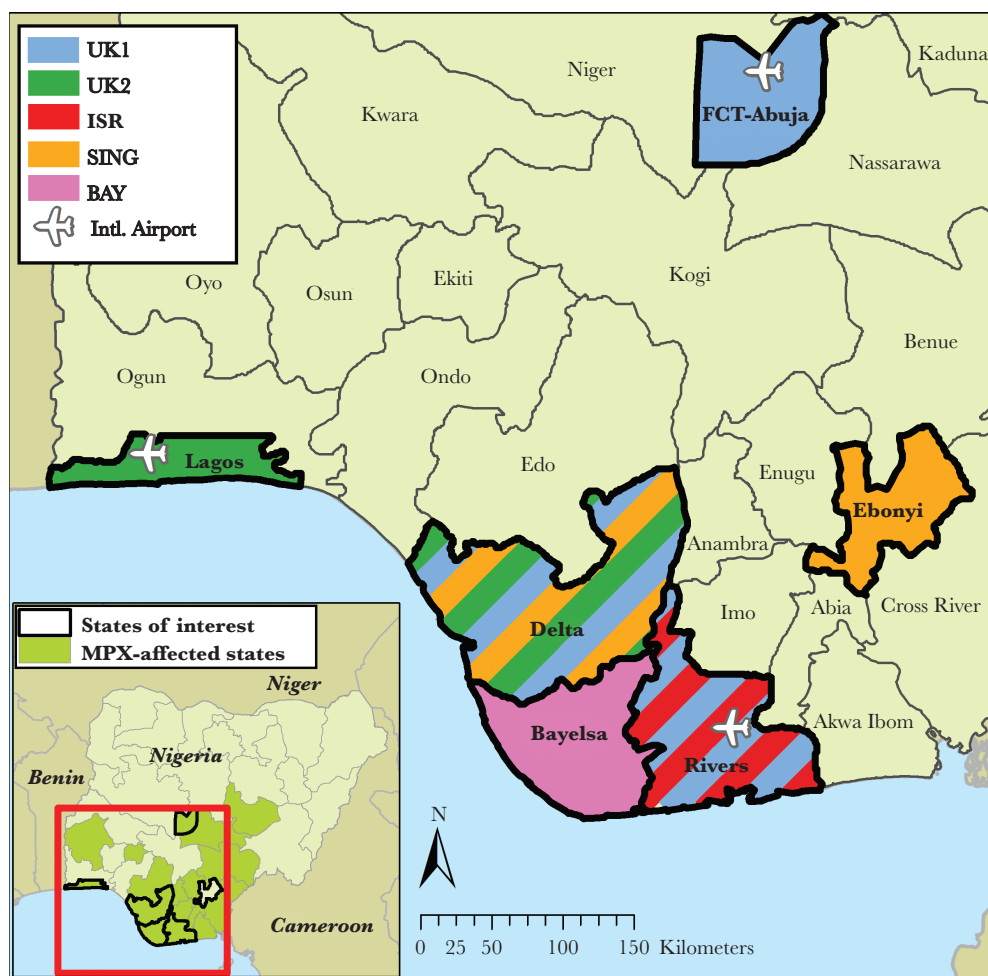 UK1
UK2
ISR
SING
BAY
Intl. Airport
Kaduna
Niger
Kwara
FCT-Abuja
Nassarawa
Oyo
Osun
Ekiti
Kogi
Benue
Ogun
Ondo
Lagos
Edo
Enugu
Ebonyi
Anambra
Imo
Abia
Cross River
Delta
Bayelsa
Rivers
Akwa Ibom
States of interest
MPX-affected states
Niger
Nigeria
Benin
Cameroon
N
0 25 50 100 150 Kilometers